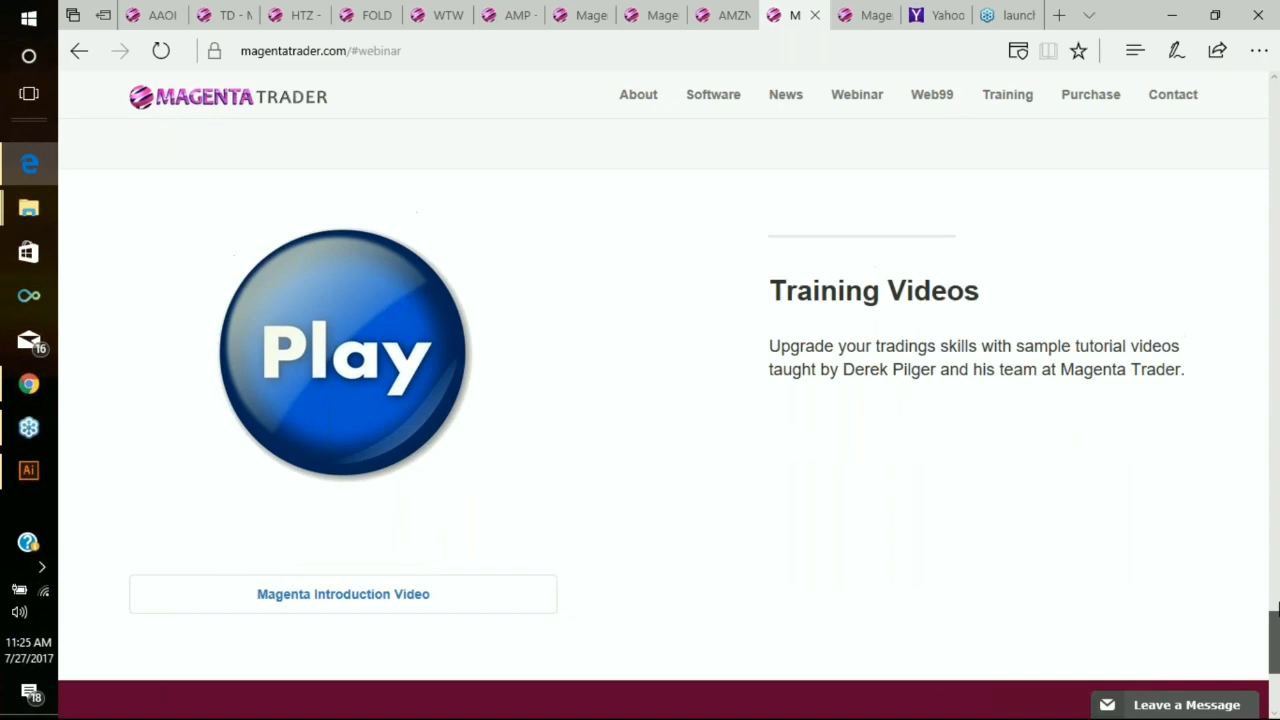 AAOI
TD - N
HTZ -
FOLD
WTW
AMP -
Mage
Mage
AMZN
M
Mage
Yahoo
launch
magentatrader.com/#webinar
MAGENTA TRADER
About
Software
News
Webinar
Web99
Training
Purchase
Contact
Play
Training Videos
Upgrade your tradings skills with sample tutorial videos
taught by Derek Pilger and his team at Magenta Trader.
Magenta Introduction Video
16
Ai
11:25 AM
7/27/2017
18
Leave a Message